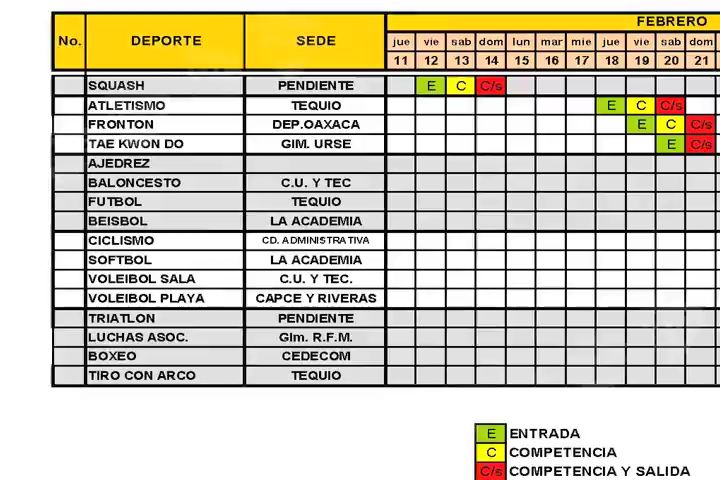 FEBRERO
No. DEPORTE SEDE jue vie sab dom lun mar mie jue vie sab dom
11 12 13 14 15 16 17 18 19 20 21
SQUASH PENDIENTE E C C/s
ATLETISMO TEQUIO E C C/s
FRONTON DEP.OAXACA E C C/s
TAE KWON DO GIM. URSE E C/s
AJEDREZ
BALONCESTO C.U. Y TEC
FUTBOL TEQUIO
BEISBOL LA ACADEMIA
CICLISMO CD. ADMINISTRATIVA
SOFTBOL LA ACADEMIA
VOLEIBOL SALA C.U. Y TEC.
VOLEIBOL PLAYA CAPCE Y RIVERAS
TRIATLON PENDIENTE
LUCHAS ASOC. GIm. R.F.M.
BOXEO CEDECOM
TIRO CON ARCO TEQUIO
E ENTRADA
C COMPETENCIA
C/s COMPETENCIA Y SALIDA